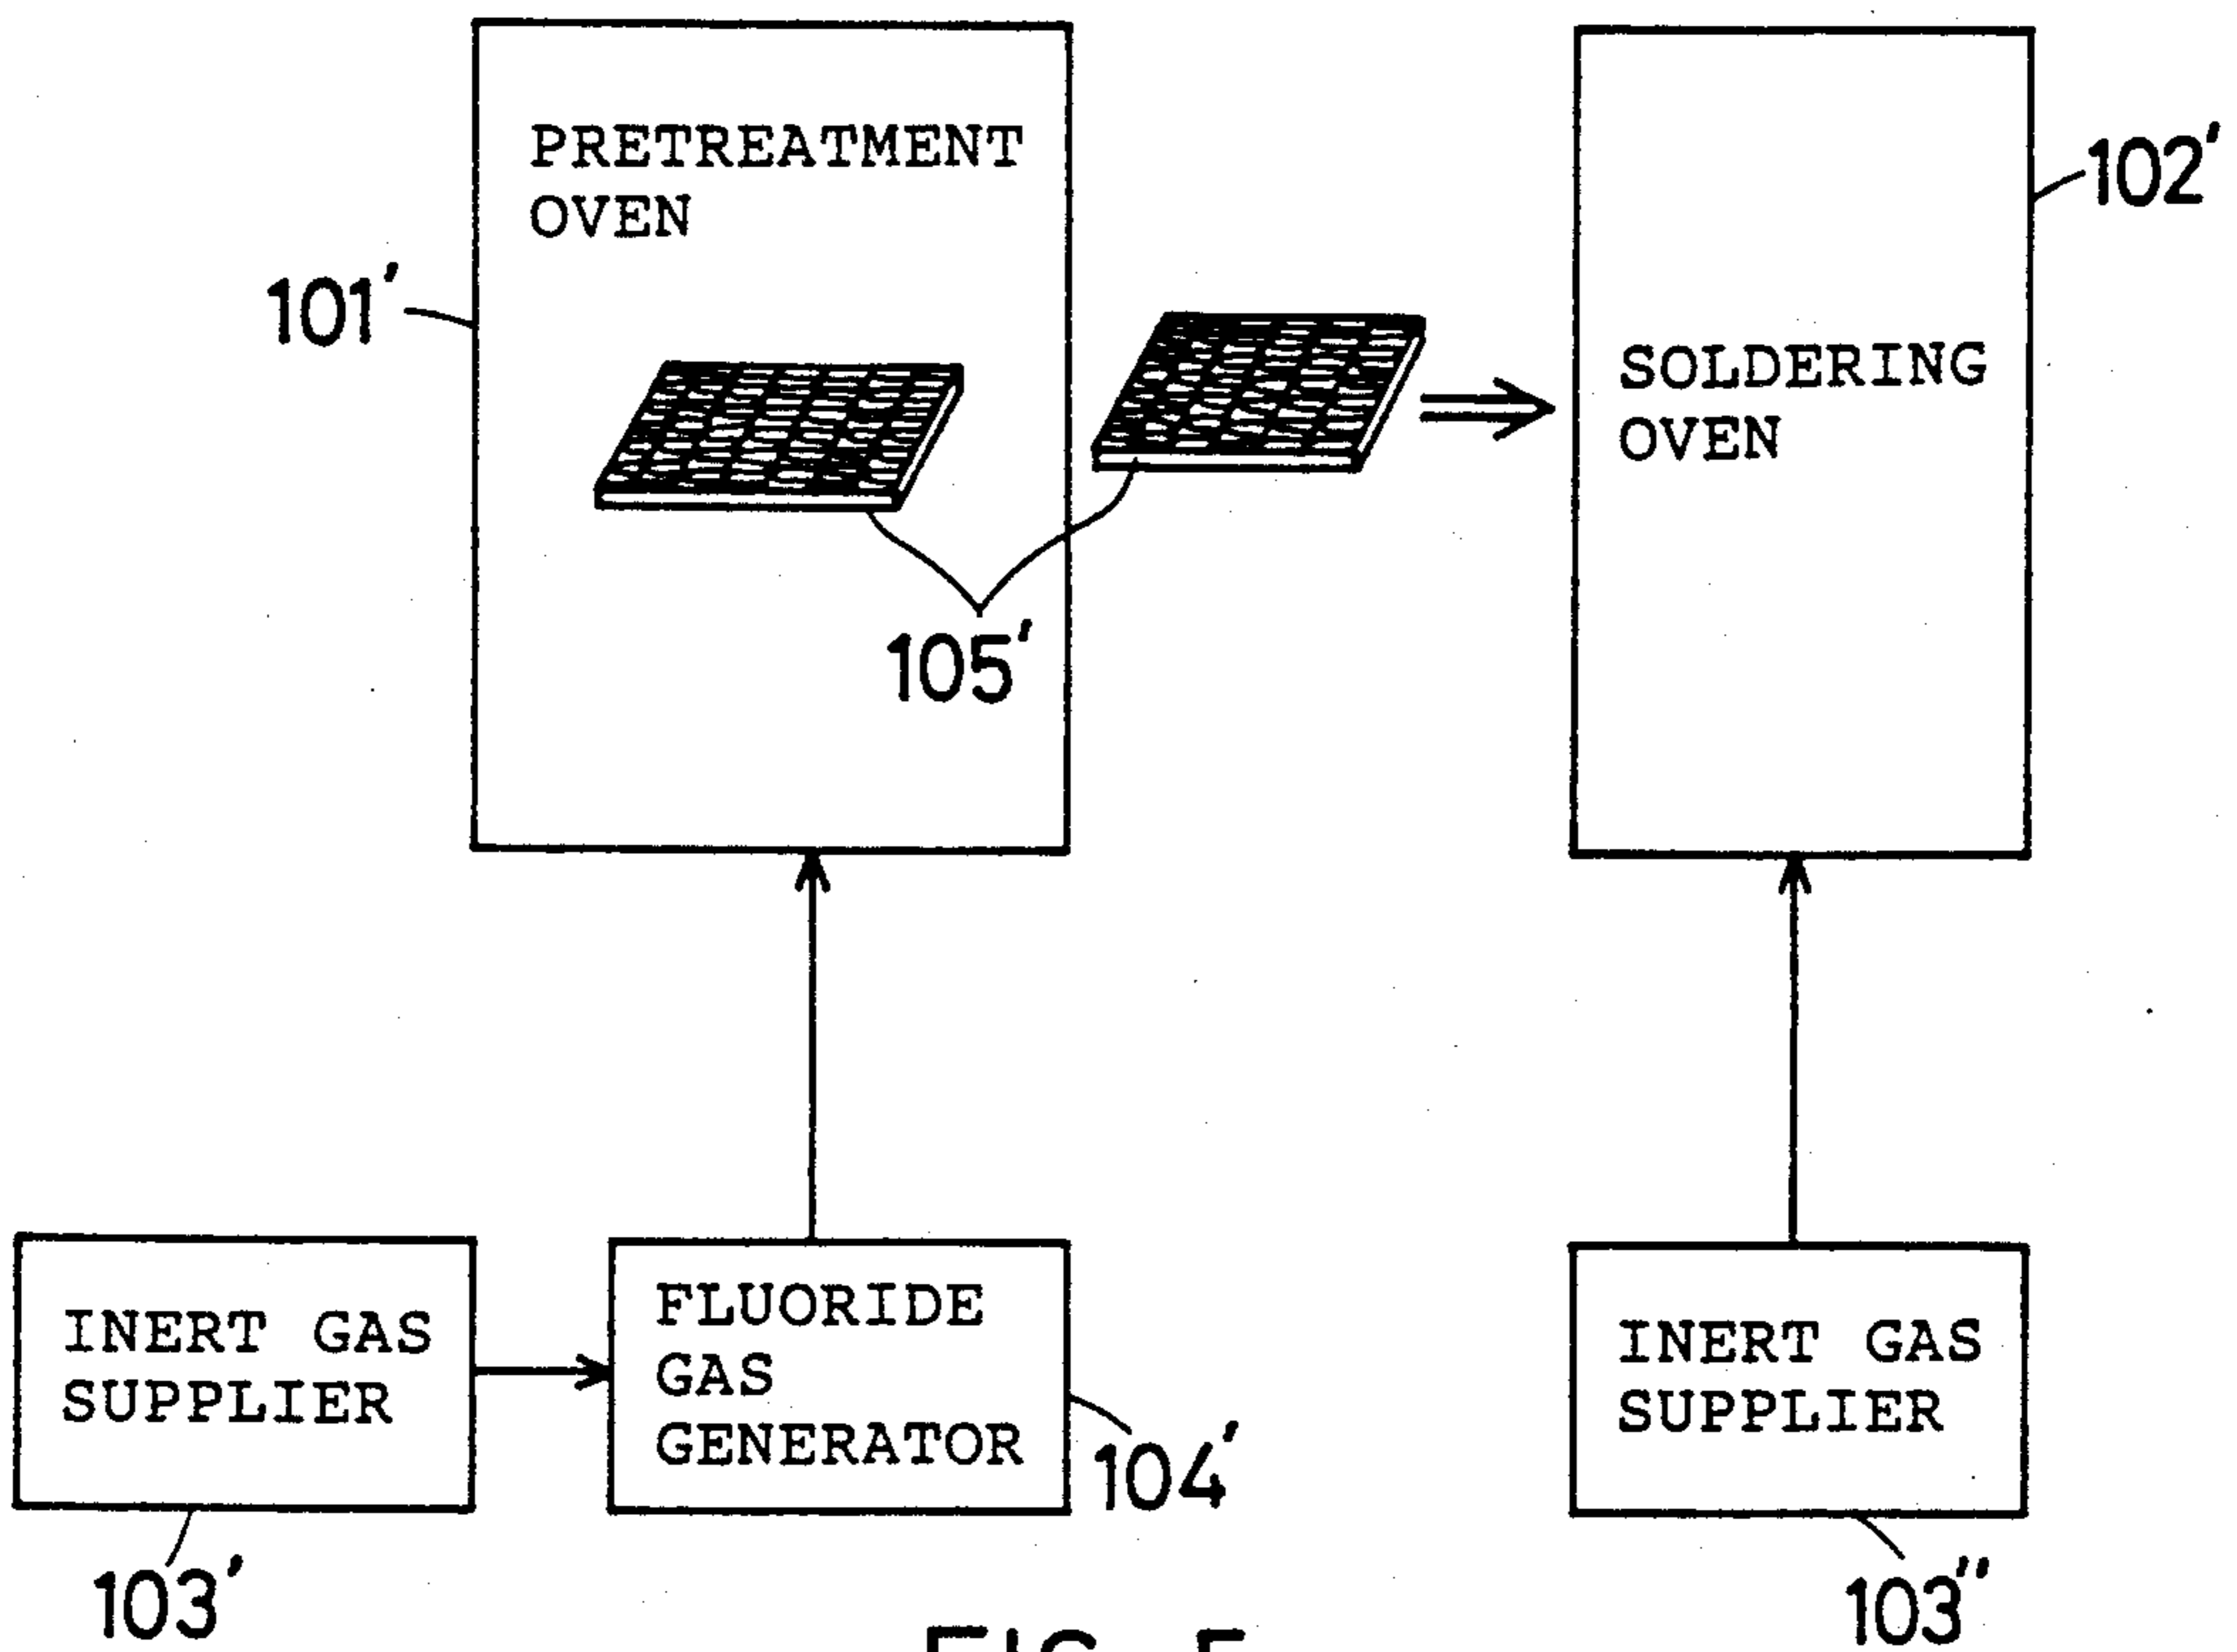 PRETREATMENT
OVEN
101'
102'
SOLDERING
OVEN
105'
INERT GAS
SUPPLIER
103'
FLUORIDE
GAS
GENERATOR
104'
INERT GAS
SUPPLIER
103''